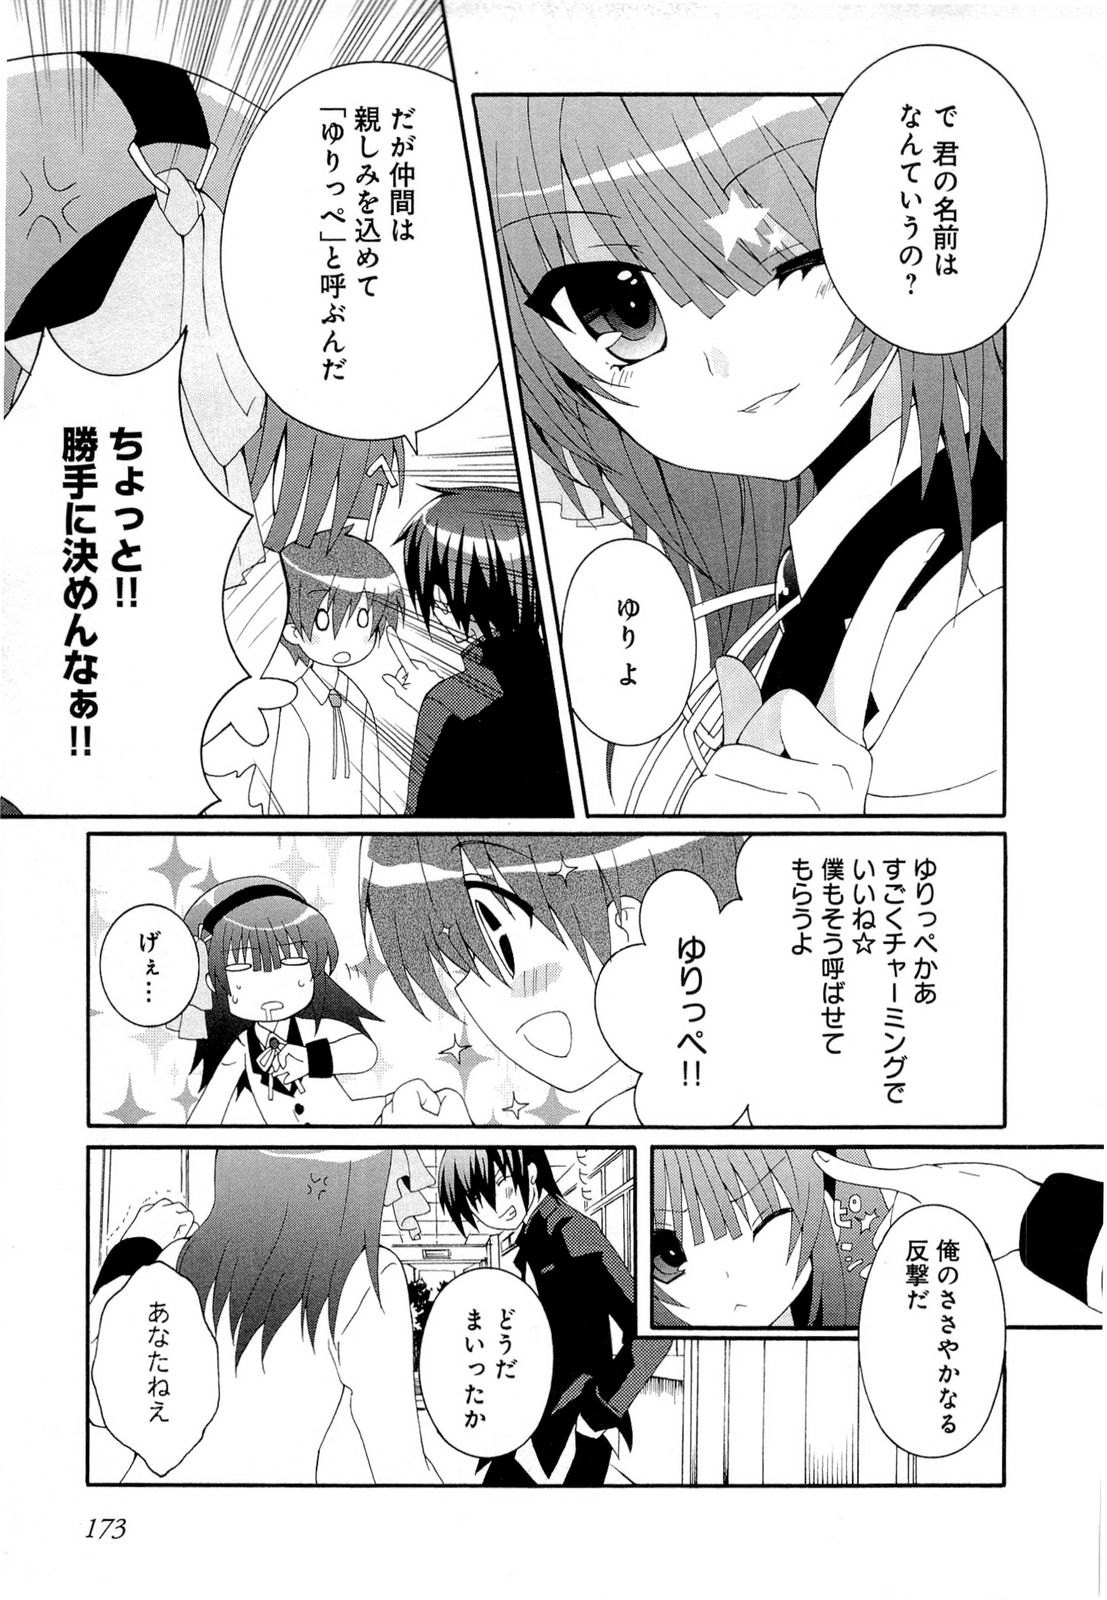 で 君の名前は
なんていうの?
ゆりよ
だが仲間は
親しみを込めて
「ゆりっぺ」と呼ぶんだ
ちょっと!!
勝手に決めんなぁ!!
ゆりっぺかあ
すごくチャーミングで
いいね☆
僕もそう呼ばせて
もらうよ
ゆりっぺ!!
げぇ…
俺のささやかなる
反撃だ
どうだ
まいったか
あなたねえ
173